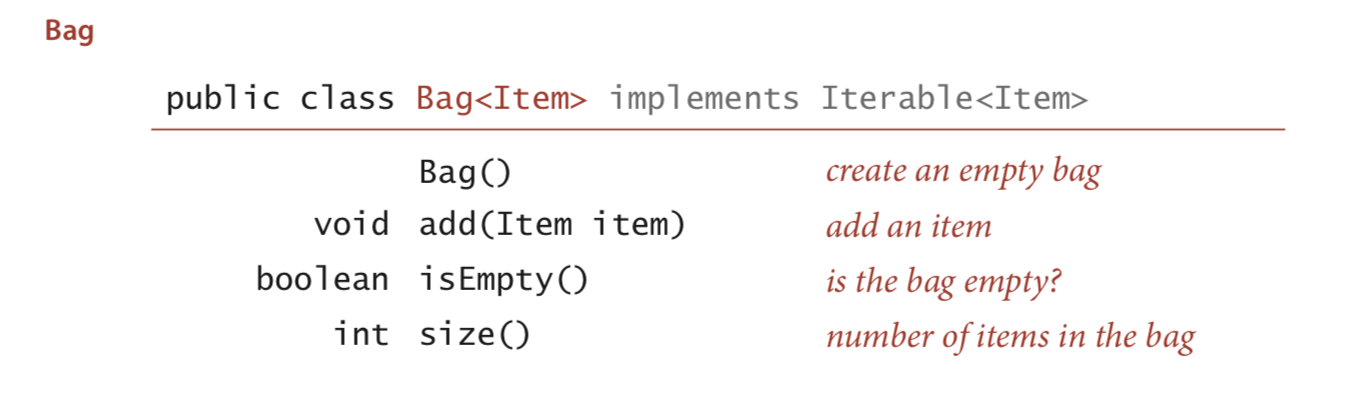 Bag
public class Bag<Item> implements Iterable<Item>
Bag() create an empty bag
void add(Item item) add an item
boolean isEmpty() is the bag empty?
int size() number of items in the bag